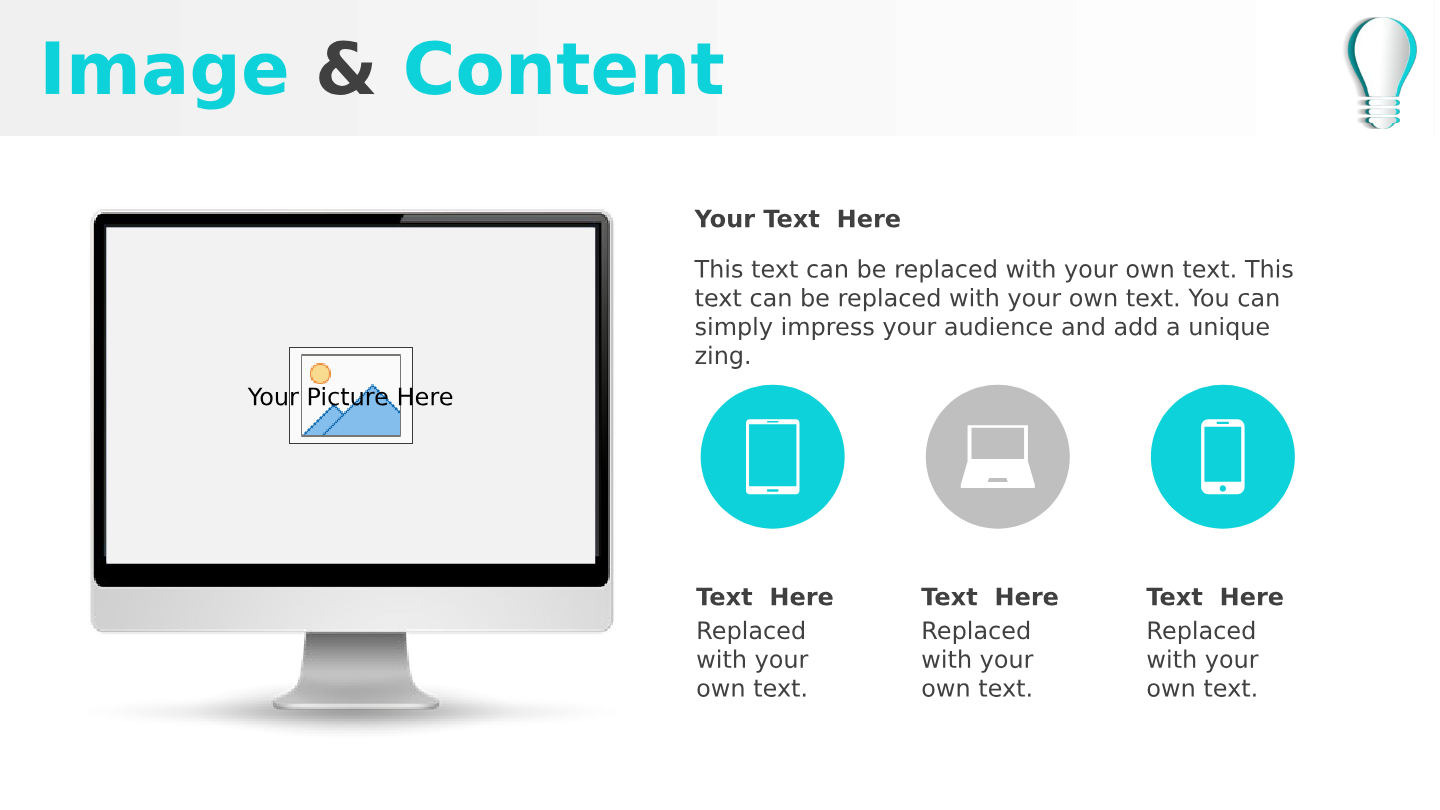 Image & Content
Your Picture Here
Your Text  Here
This text can be replaced with your own text. This
text can be replaced with your own text. You can
simply impress your audience and add a unique
zing.
Text  Here
Replaced
with your
own text.
Text  Here
Replaced
with your
own text.
Text  Here
Replaced
with your
own text.